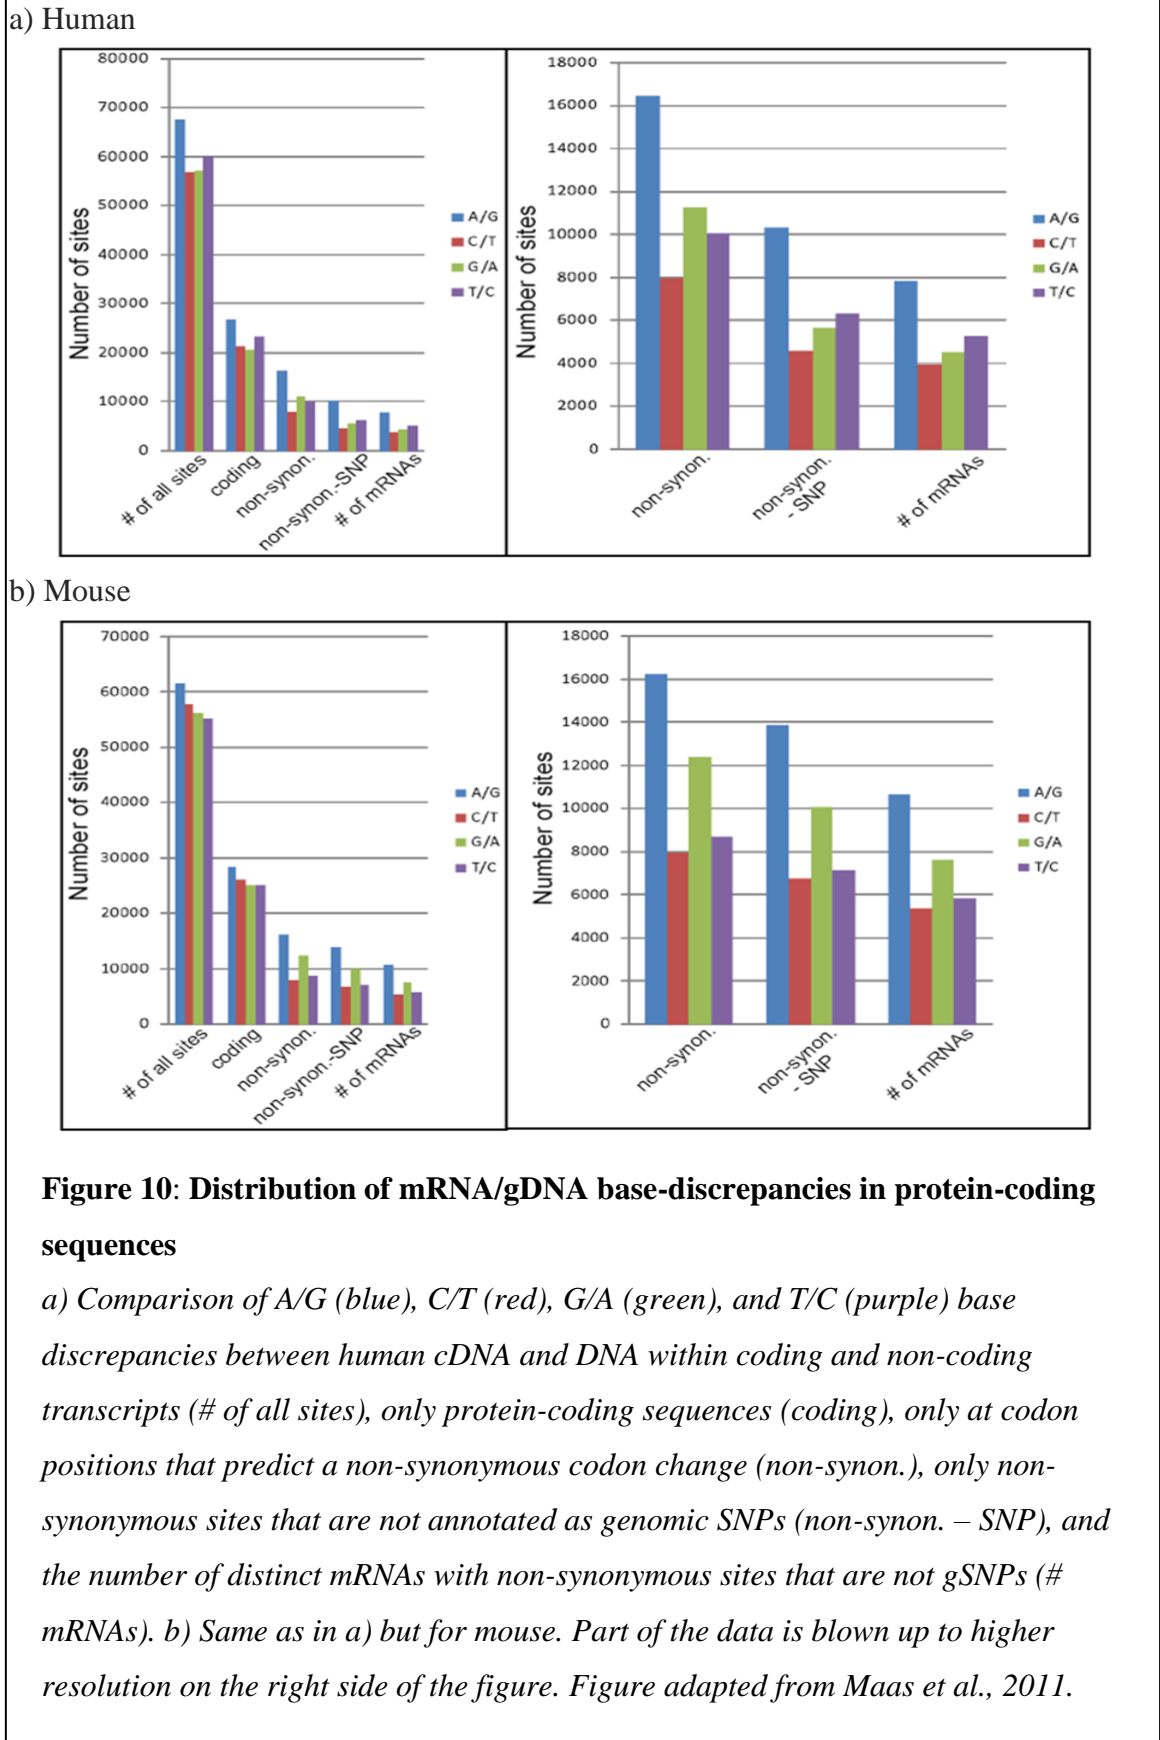 a) Human
80000
70000
60000
50000
40000
30000
20000
10000
0
Number of sites
# of all sites
coding
non-synon.
non-synon.-SNP
# of mRNAs
A/G
C/T
G/A
T/C
18000
16000
14000
12000
10000
8000
6000
4000
2000
0
Number of sites
non-synon.
non-synon.
- SNP
# of mRNAs
A/G
C/T
G/A
T/C
b) Mouse
70000
60000
50000
40000
30000
20000
10000
0
Number of sites
# of all sites
coding
non-synon.
non-synon.-SNP
# of mRNAs
A/G
C/T
G/A
T/C
18000
16000
14000
12000
10000
8000
6000
4000
2000
0
Number of sites
non-synon.
non-synon.
- SNP
# of mRNAs
A/G
C/T
G/A
T/C
Figure 10: Distribution of mRNA/gDNA base-discrepancies in protein-coding
sequences
a) Comparison of A/G (blue), C/T (red), G/A (green), and T/C (purple) base
discrepancies between human cDNA and DNA within coding and non-coding
transcripts (# of all sites), only protein-coding sequences (coding), only at codon
positions that predict a non-synonymous codon change (non-synon.), only non-
synonymous sites that are not annotated as genomic SNPs (non-synon. – SNP), and
the number of distinct mRNAs with non-synonymous sites that are not gSNPs (#
mRNAs). b) Same as in a) but for mouse. Part of the data is blown up to higher
resolution on the right side of the figure. Figure adapted from Maas et al., 2011.